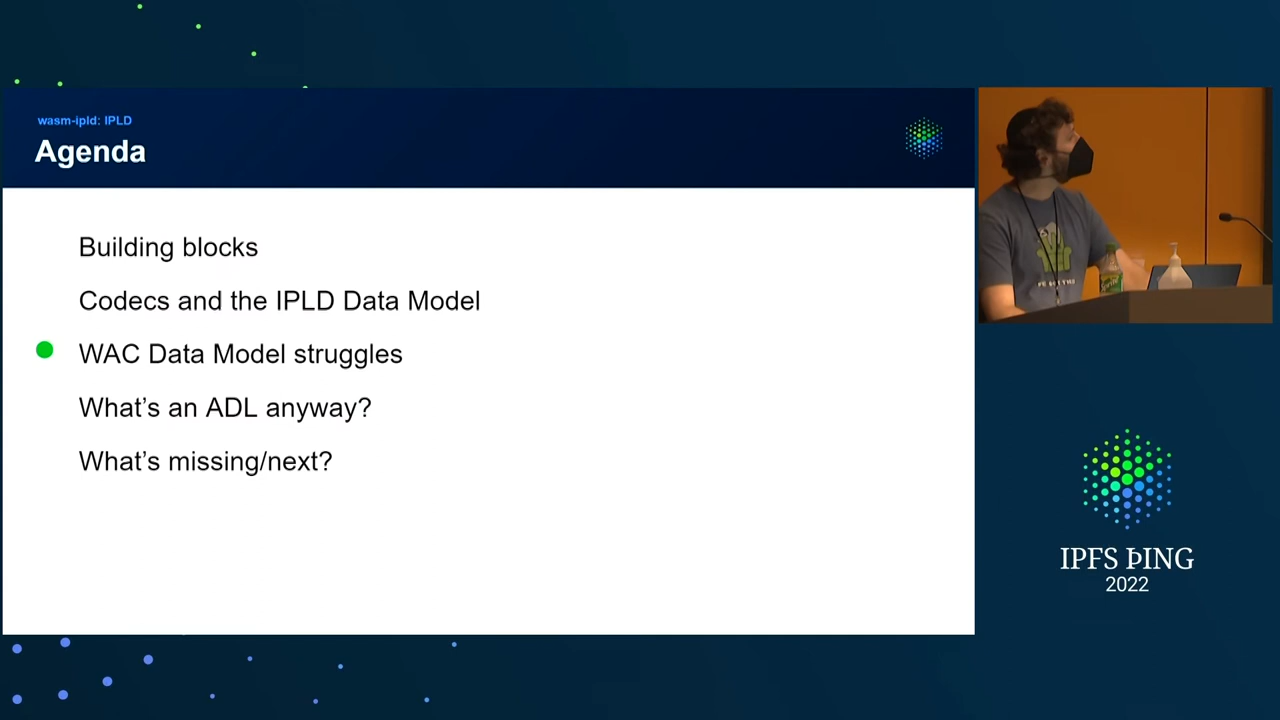 wasm-ipld: IPLD
Agenda
Building blocks
Codecs and the IPLD Data Model
WAC Data Model struggles
What's an ADL anyway?
What's missing/next?
Sprite
IPFS ÞING
2022